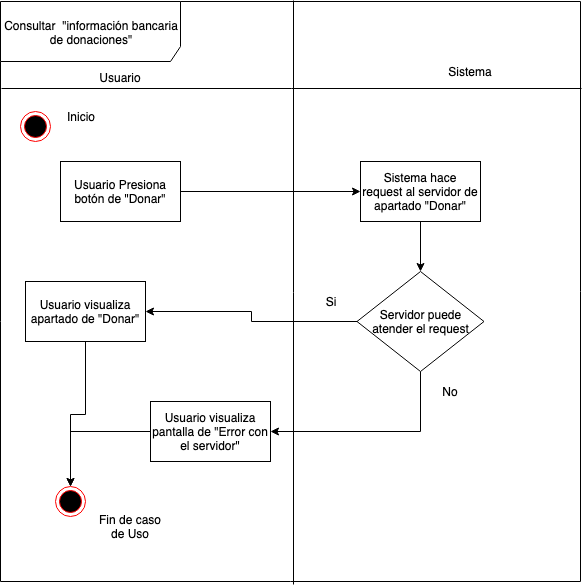 Consultar "información bancaria
de donaciones"
Usuario
Sistema
Inicio
Usuario Presiona
botón de "Donar"
Sistema hace
request al servidor de
apartado "Donar"
Usuario visualiza
apartado de "Donar"
Si
Servidor puede
atender el request
No
Usuario visualiza
pantalla de "Error con
el servidor"
Fin de caso
de Uso